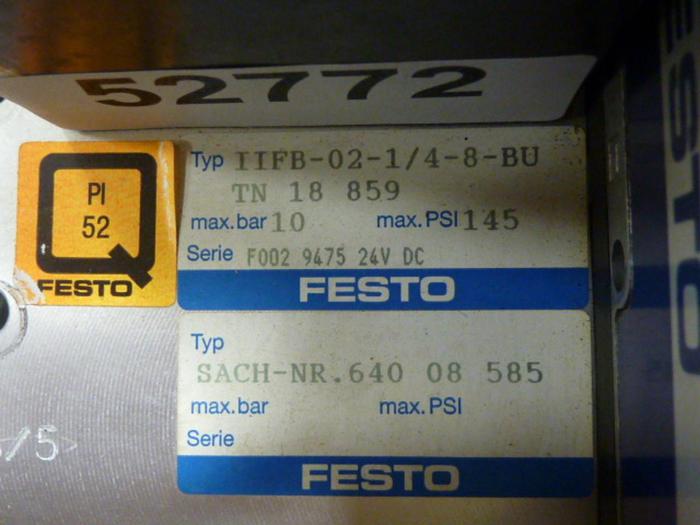 52772
PI
52
FESTO
Typ IIFB-02-1/4-8-BU
TN 18 859
max.bar 10 max.PSI 145
Serie F002 9475 24V DC
FESTO
Typ
SACH-NR.640 08 585
max.bar max.PSI
Serie
FESTO
/5
ESTO